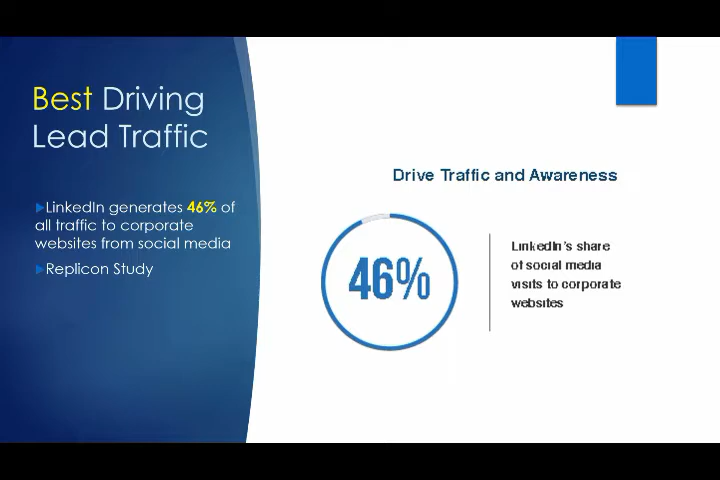 Best Driving
Lead Traffic
LinkedIn generates 46% of
all traffic to corporate
websites from social media
Replicon Study
Drive Traffic and Awareness
46%
LinkedIn's share
of social media
visits to corporate
websites